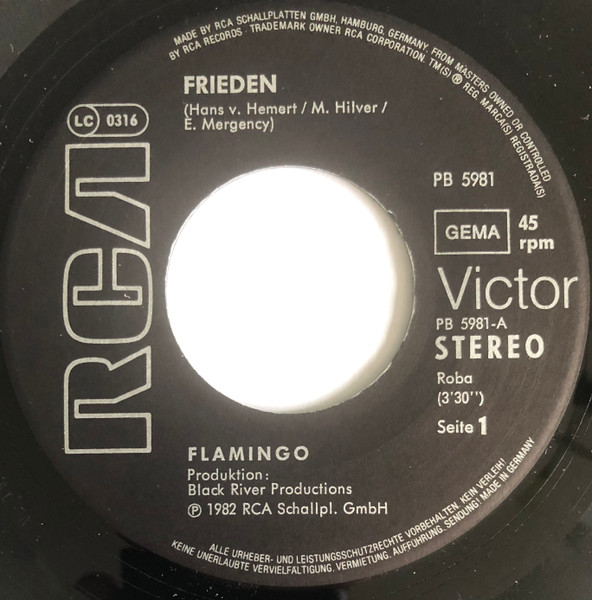 MADE BY RCA SCHALLPLATTEN GMBH, HAMBURG, GERMANY, FROM MASTERS OWNED OR CONTROLLED
BY RCA RECORDS · TRADEMARK OWNER RCA CORPORATION. TM(S) ® REG. MARCA(S) REGISTRADA(S)
FRIEDEN
(Hans v. Hemert / M. Hilver /
E. Mergency)
LC 0316
RCA
PB 5981
GEMA
45
rpm
Victor
PB 5981-A
STEREO
Roba
(3'30'')
Seite 1
FLAMINGO
Produktion:
Black River Productions
℗ 1982 RCA Schallpl. GmbH
ALLE URHEBER- UND LEISTUNGSSCHUTZRECHTE VORBEHALTEN. KEIN VERLEIH!
KEINE UNERLAUBTE VERVIELFALTIGUNG, VERMIETUNG, AUFFUHRUNG, SENDUNG! MADE IN GERMANY